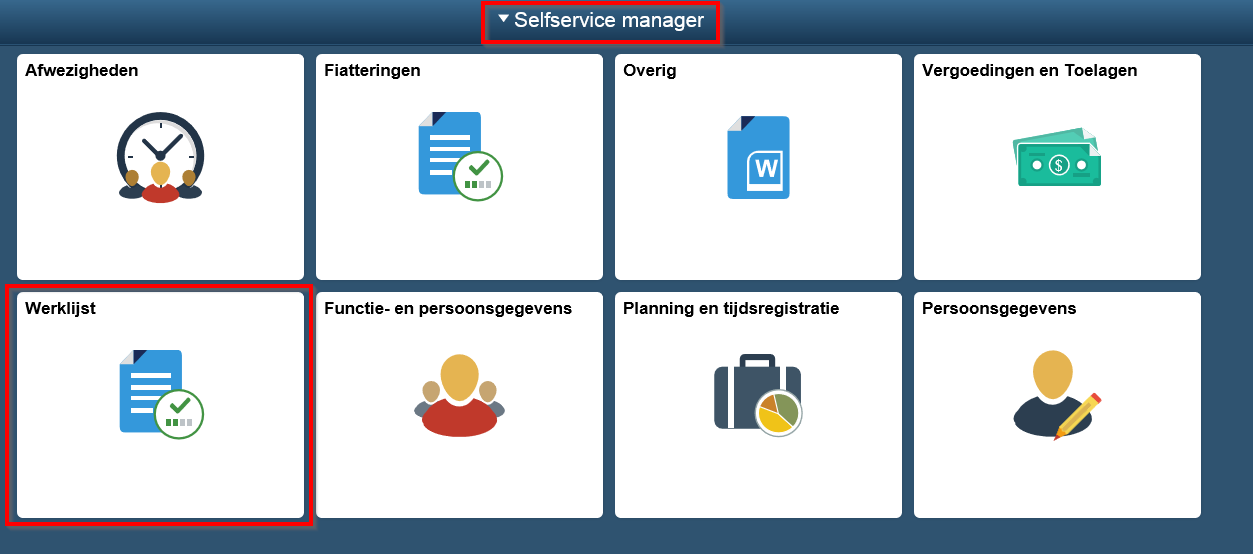 Selfservice manager
Afwezigheden
Fiatteringen
Overig
Vergoedingen en Toelagen
W
$
Werklijst
Functie- en persoonsgegevens
Planning en tijdsregistratie
Persoonsgegevens